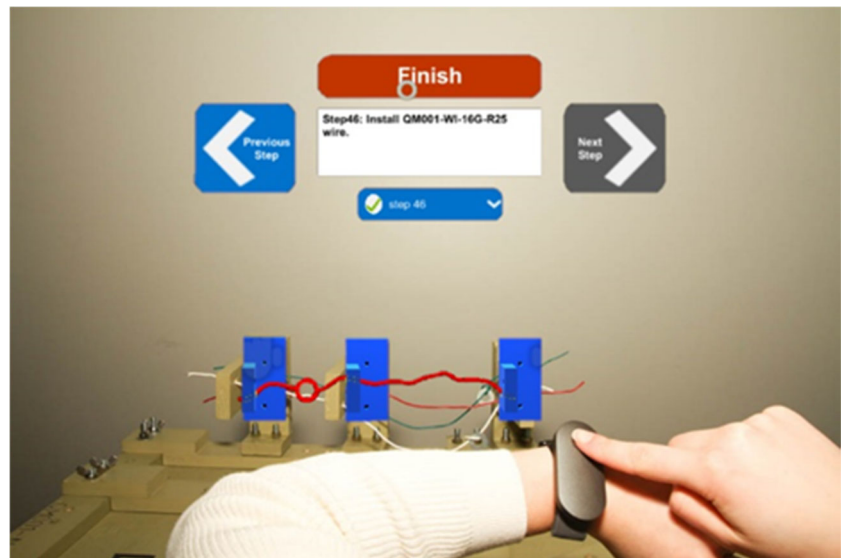 Finish
Step46: Install QM001-WI-16G-R25
wire.
Previous
Step
Next
Step
step 46